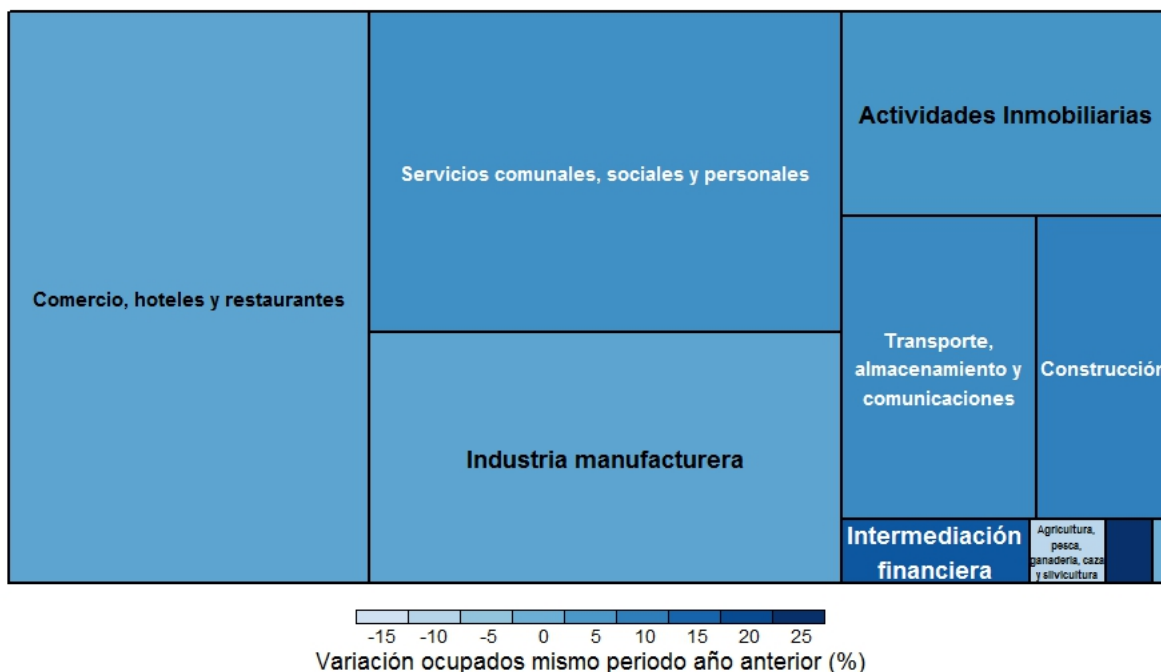 Actividades Inmobiliarias
Servicios comunales, sociales y personales
Comercio, hoteles y restaurantes
Transporte,
almacenamiento y
comunicaciones
Construcción
Industria manufacturera
Intermediación
financiera
Agricultura,
pesca,
ganadería, caza
y silvicultura
-15 -10 -5 0 5 10 15 20 25
Variación ocupados mismo periodo año anterior (%)